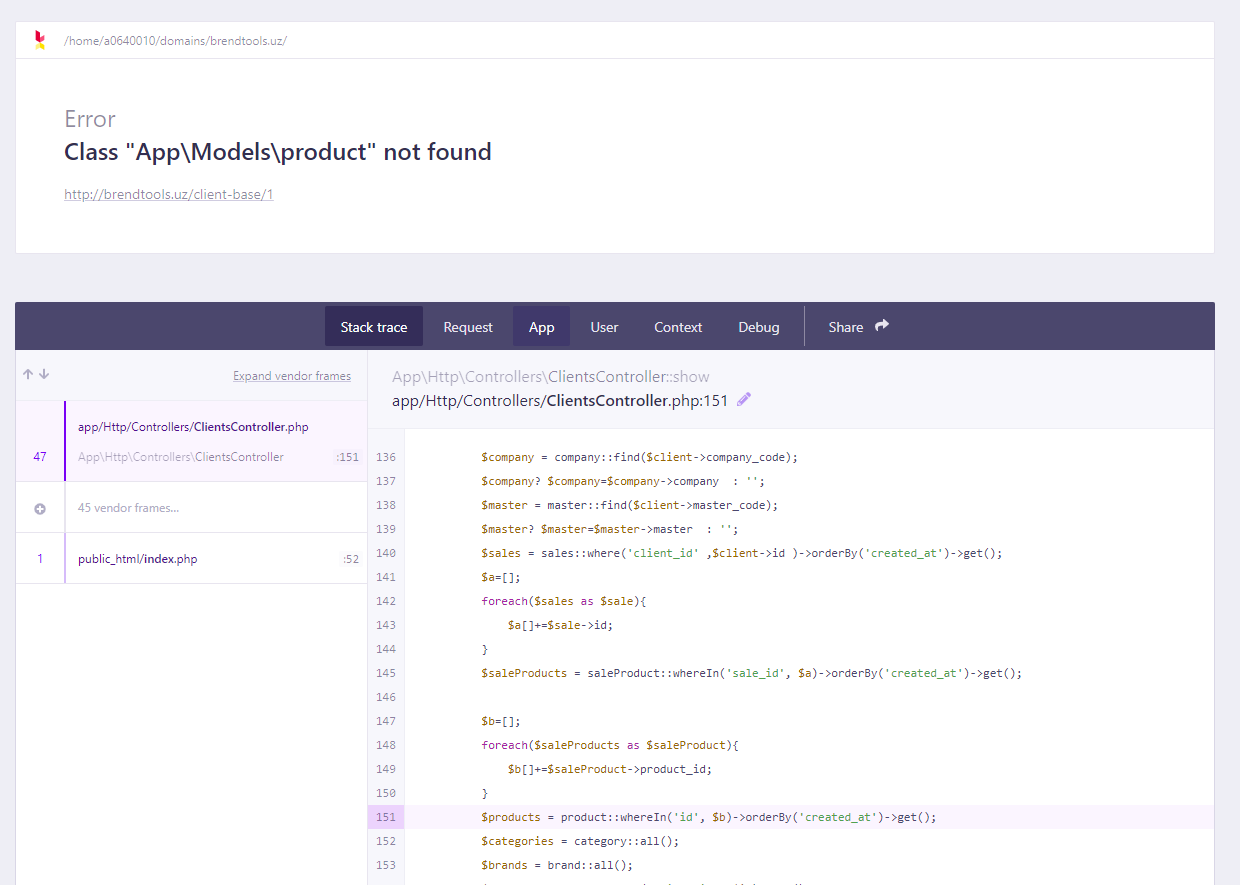 /home/a0640010/domains/brendtools.uz/
Error
Class "App\Models\product" not found
http://brendtools.uz/client-base/1
Stack trace Request App User Context Debug Share
Expand vendor frames
47 app/Http/Controllers/ClientsController.php
App\Http\Controllers\ClientsController :151
45 vendor frames...
1 public_html/index.php :52
App\Http\Controllers\ClientsController::show
app/Http/Controllers/ClientsController.php:151
136 $company = company::find($client->company_code);
137 $company? $company=$company->company  : '';
138 $master = master::find($client->master_code);
139 $master? $master=$master->master  : '';
140 $sales = sales::where('client_id' ,$client->id )->orderBy('created_at')->get();
141 $a=[];
142 foreach($sales as $sale){
143     $a[]+=$sale->id;
144 }
145 $saleProducts = saleProduct::whereIn('sale_id', $a)->orderBy('created_at')->get();
146
147 $b=[];
148 foreach($saleProducts as $saleProduct){
149     $b[]+=$saleProduct->product_id;
150 }
151 $products = product::whereIn('id', $b)->orderBy('created_at')->get();
152 $categories = category::all();
153 $brands = brand::all();